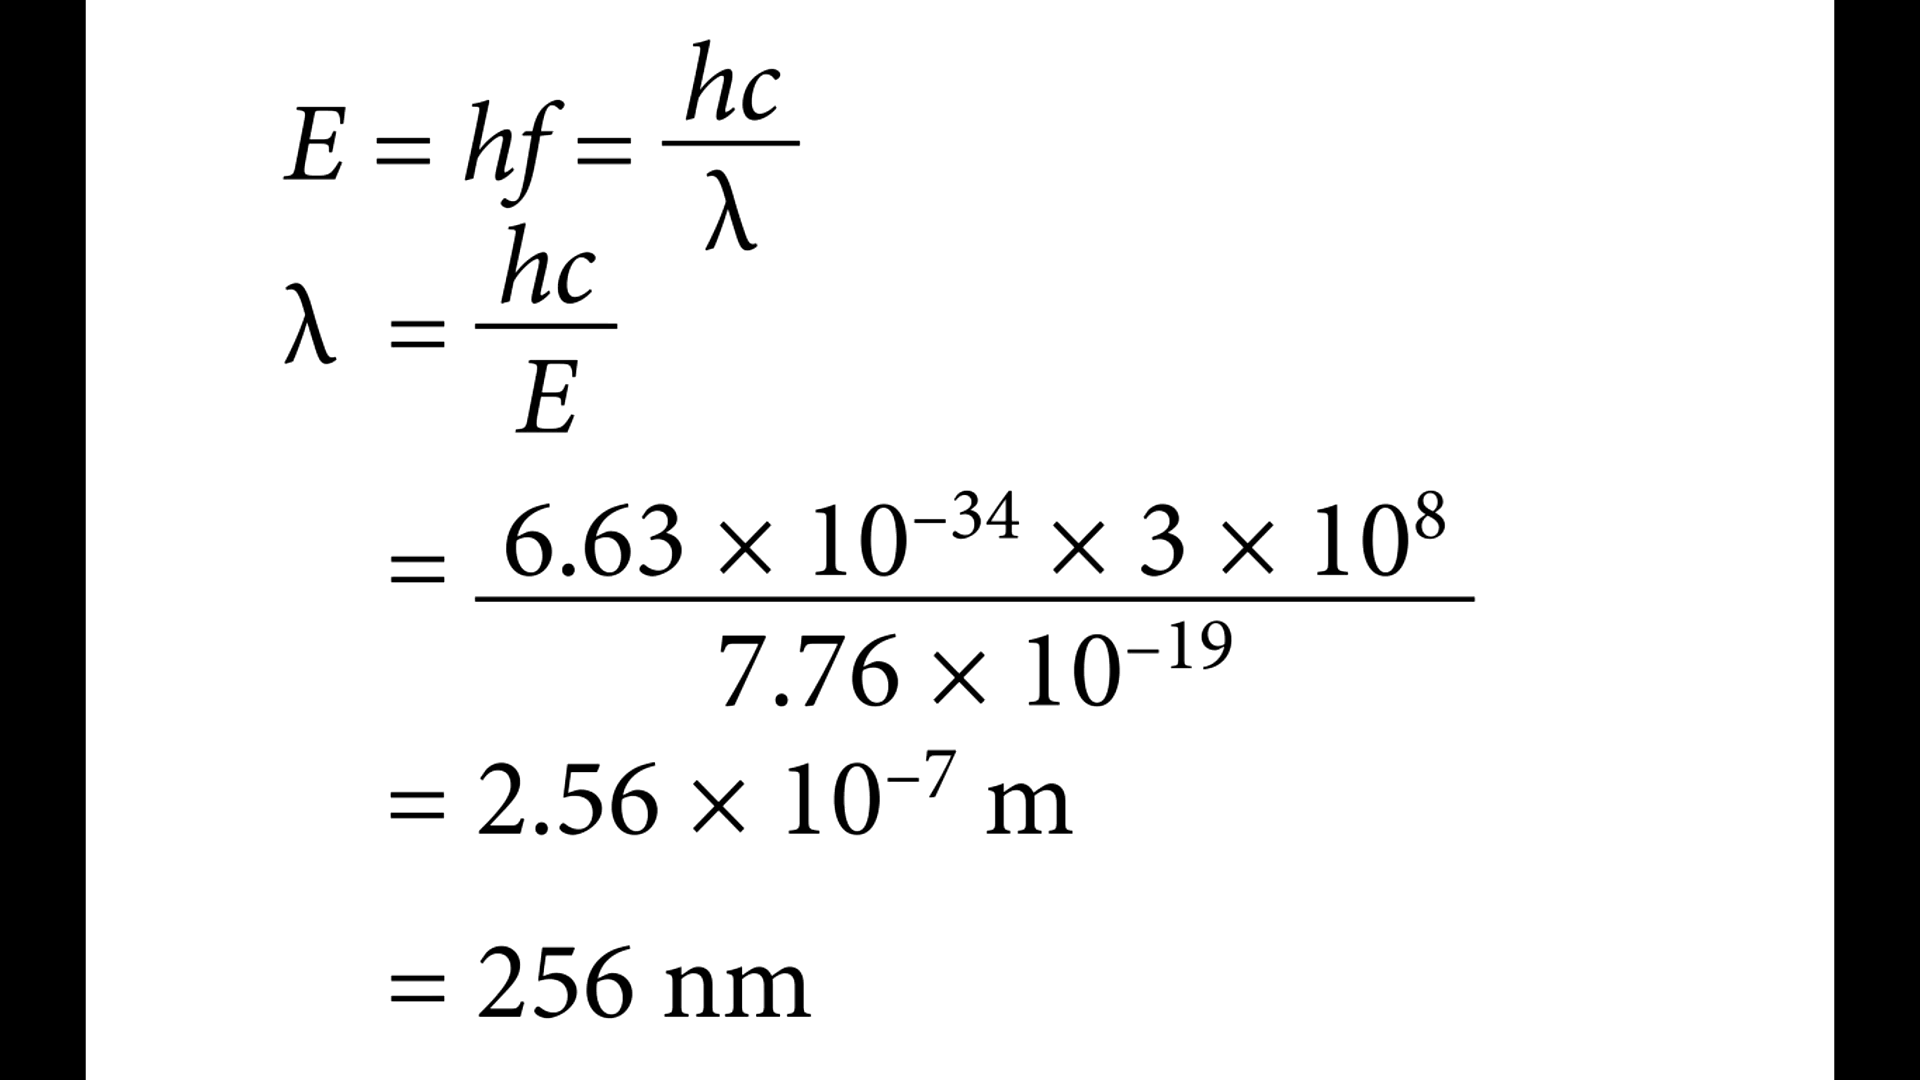 E = hf = hc/λ
λ = hc/E
= 6.63 × 10⁻³⁴ × 3 × 10⁸ / 7.76 × 10⁻¹⁹
= 2.56 × 10⁻⁷ m
= 256 nm